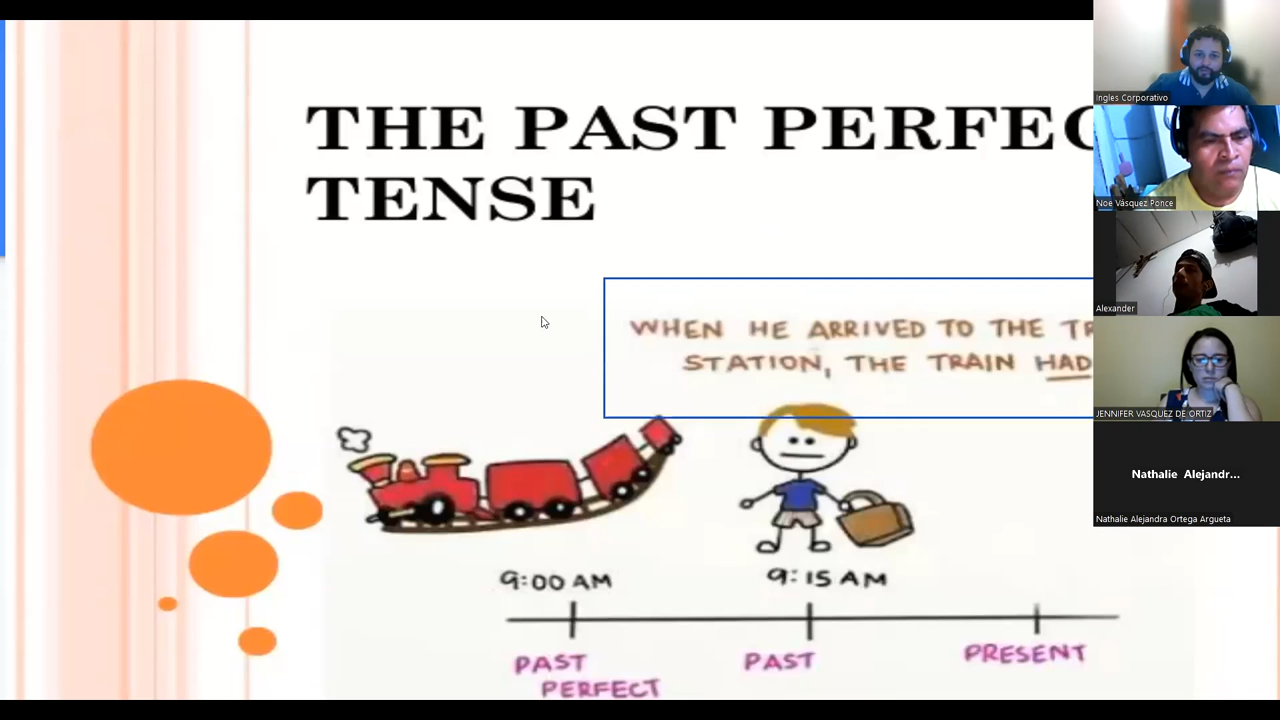 THE PAST PERFEC
TENSE
WHEN HE ARRIVED TO THE TR
STATION, THE TRAIN HAD
9:00 AM
9:15 AM
PAST
PERFECT
PAST
PRESENT
Ingles Corporativo
Noe Vásquez Ponce
Alexander
JENNIFER VASQUEZ DE ORTIZ
Nathalie Alejandr...
Nathalie Alejandra Ortega Argueta